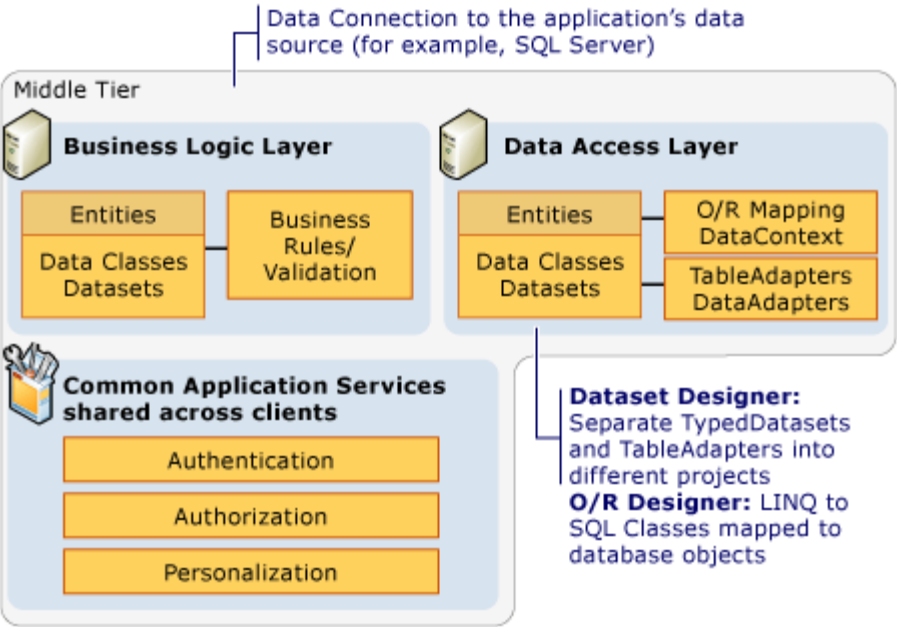 Data Connection to the application’s data
source (for example, SQL Server)
Middle Tier
Business Logic Layer
Entities
Data Classes
Datasets
Business
Rules/
Validation
Data Access Layer
Entities
Data Classes
Datasets
O/R Mapping
DataContext
TableAdapters
DataAdapters
Common Application Services
shared across clients
Authentication
Authorization
Personalization
Dataset Designer:
Separate TypedDatasets
and TableAdapters into
different projects
O/R Designer: LINQ to
SQL Classes mapped to
database objects